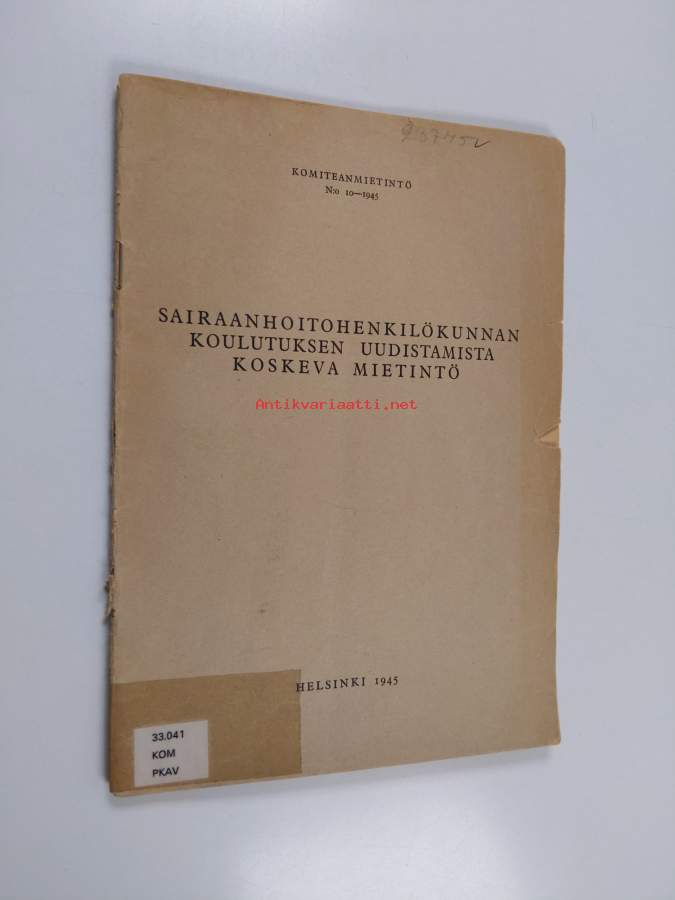 KOMITEANMIETINTÖ
N:o 10—1945
SAIRAANHOITOHENKILÖKUNNAN
KOULUTUKSEN UUDISTAMISTA
KOSKEVA MIETINTÖ
Antikvariaatti.net
HELSINKI 1945
33.041
KOM
PKAV